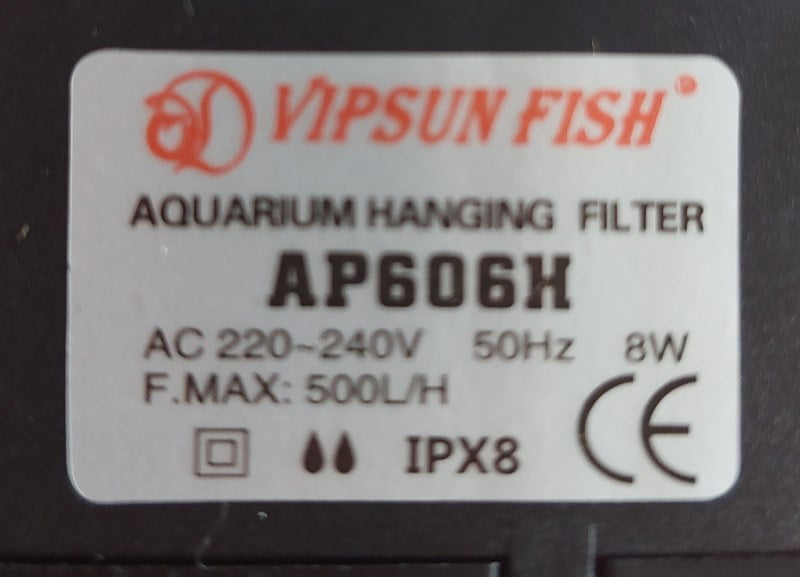 VIPSUN FISH®
AQUARIUM HANGING FILTER
AP606H
AC 220~240V 50Hz 8W
F.MAX: 500L/H
IPX8 CE